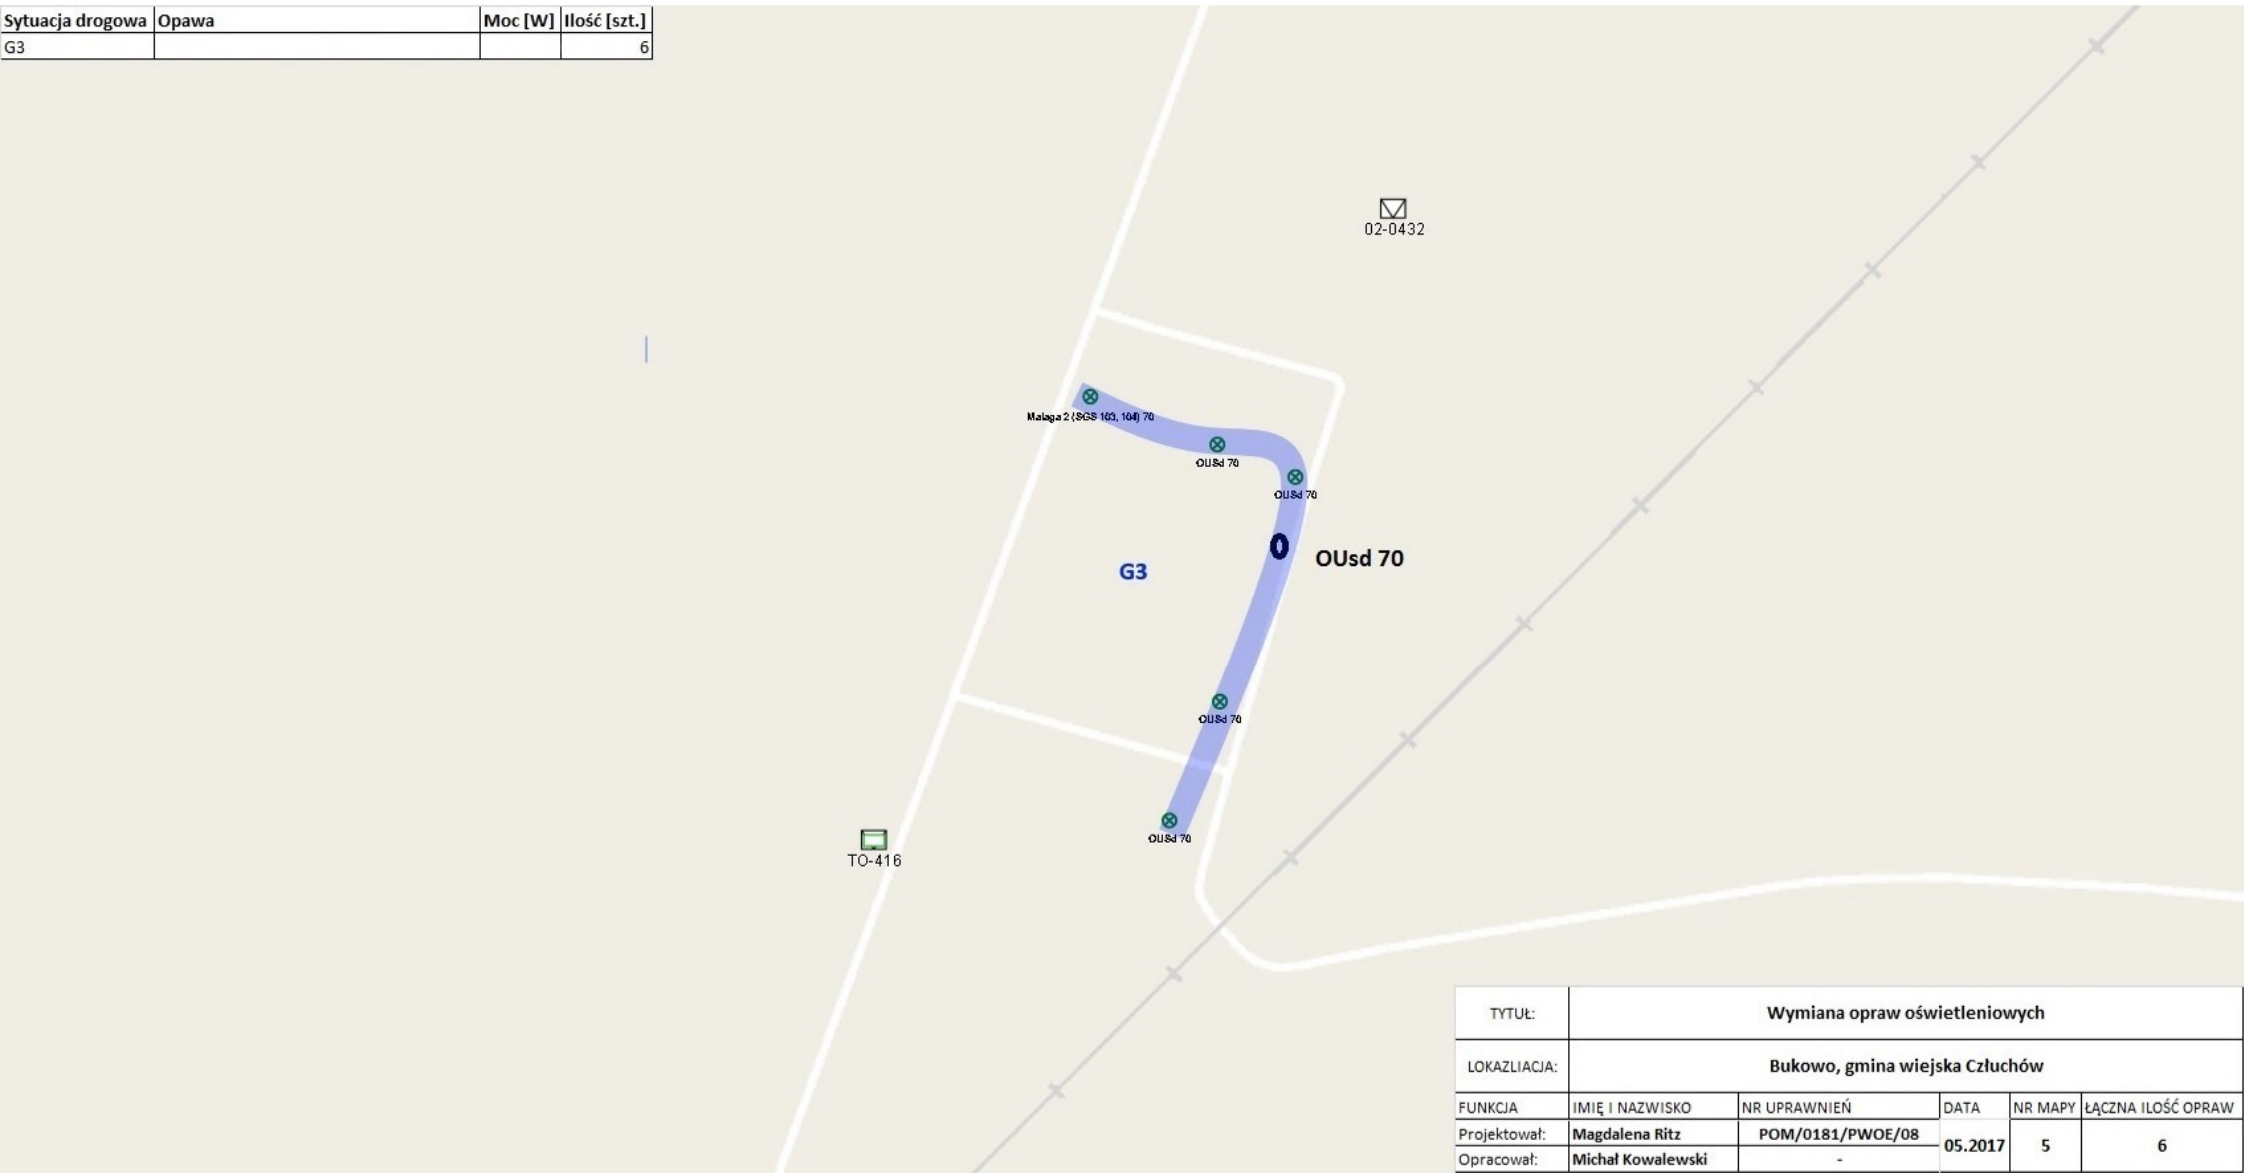 Sytuacja drogowa Opawa Moc [W] Ilość [szt.]
G3 6
02-0432
Malaga 2 (SGS 103, 104) 70
OUSd 70
OUSd 70
OUsd 70
G3
OUSd 70
OUSd 70
TO-416
TYTUŁ: Wymiana opraw oświetleniowych
LOKAZLIACJA: Bukowo, gmina wiejska Człuchów
FUNKCJA IMIĘ I NAZWISKO NR UPRAWNIEŃ DATA NR MAPY ŁĄCZNA ILOŚĆ OPRAW
Projektował: Magdalena Ritz POM/0181/PWOE/08 05.2017 5 6
Opracował: Michał Kowalewski -